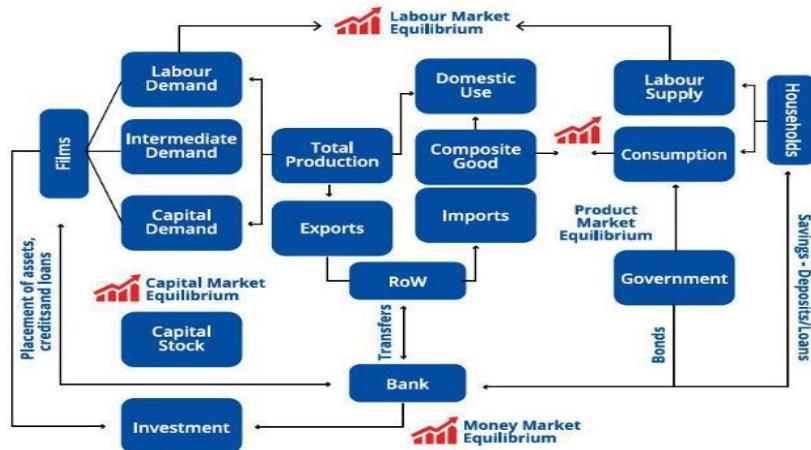 Labour Market
Equilibrium
Labour
Demand
Domestic
Use
Labour
Supply
Households
Films
Intermediate
Demand
Total
Production
Composite
Good
Consumption
Capital
Demand
Exports
Imports
Product
Market
Equilibrium
Placement of assets,
creditsand loans
Capital Market
Equilibrium
RoW
Government
Savings - Deposits/Loans
Capital
Stock
Transfers
Bonds
Bank
Investment
Money Market
Equilibrium